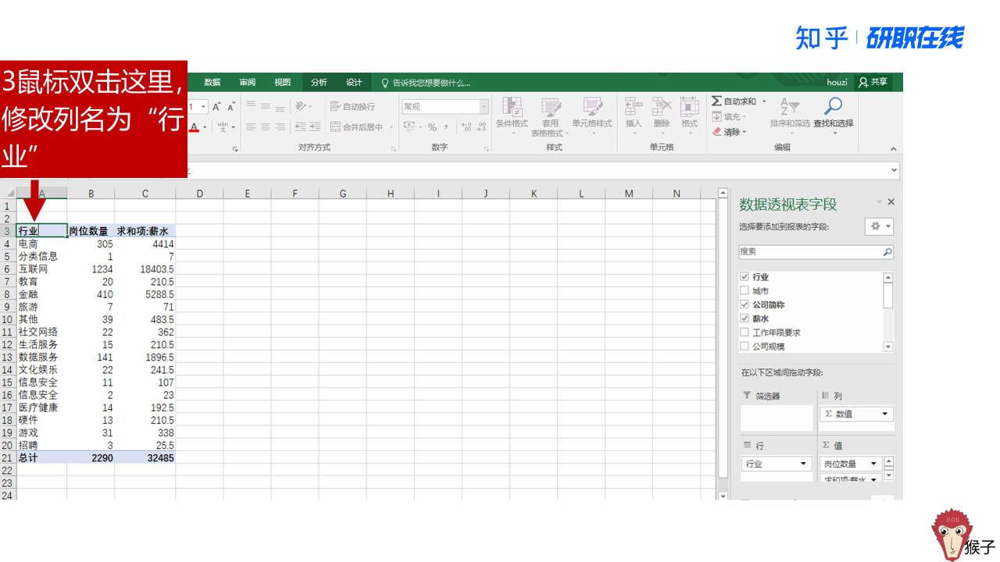 知乎 研职在线
3鼠标双击这里，
修改列名为“行
业”
数据 审阅 视图 分析 设计 告诉我您想要做什么... houzi 共享
1 A A 自动换行 常规 条件格式 套用 表格格式 单元格样式 插入 删除 格式 自动求和 排序和筛选 查找和选择
A wén 文 合并后居中 % 填充
清除
对齐方式 数字 样式 单元格 编辑
A B C D E F G H I J K L M N
1
2
3 行业 岗位数量 求和项:薪水
4 电商 305 4414
5 分类信息 1 7
6 互联网 1234 18403.5
7 教育 20 210.5
8 金融 410 5288.5
9 旅游 7 71
10 其他 39 483.5
11 社交网络 22 362
12 生活服务 15 210.5
13 数据服务 141 1896.5
14 文化娱乐 22 241.5
15 信息安全 11 107
16 信息安全 2 23
17 医疗健康 14 192.5
18 硬件 13 210.5
19 游戏 31 338
20 招聘 3 25.5
21 总计 2290 32485
22
23
24
数据透视表字段
选择要添加到报表的字段:
搜索
行业
城市
公司简称
薪水
工作年限要求
公司规模
在以下区域间拖动字段:
筛选器 列
Σ 数值
行 Σ 值
行业 岗位数量
求和项:薪水
HOU
猴子